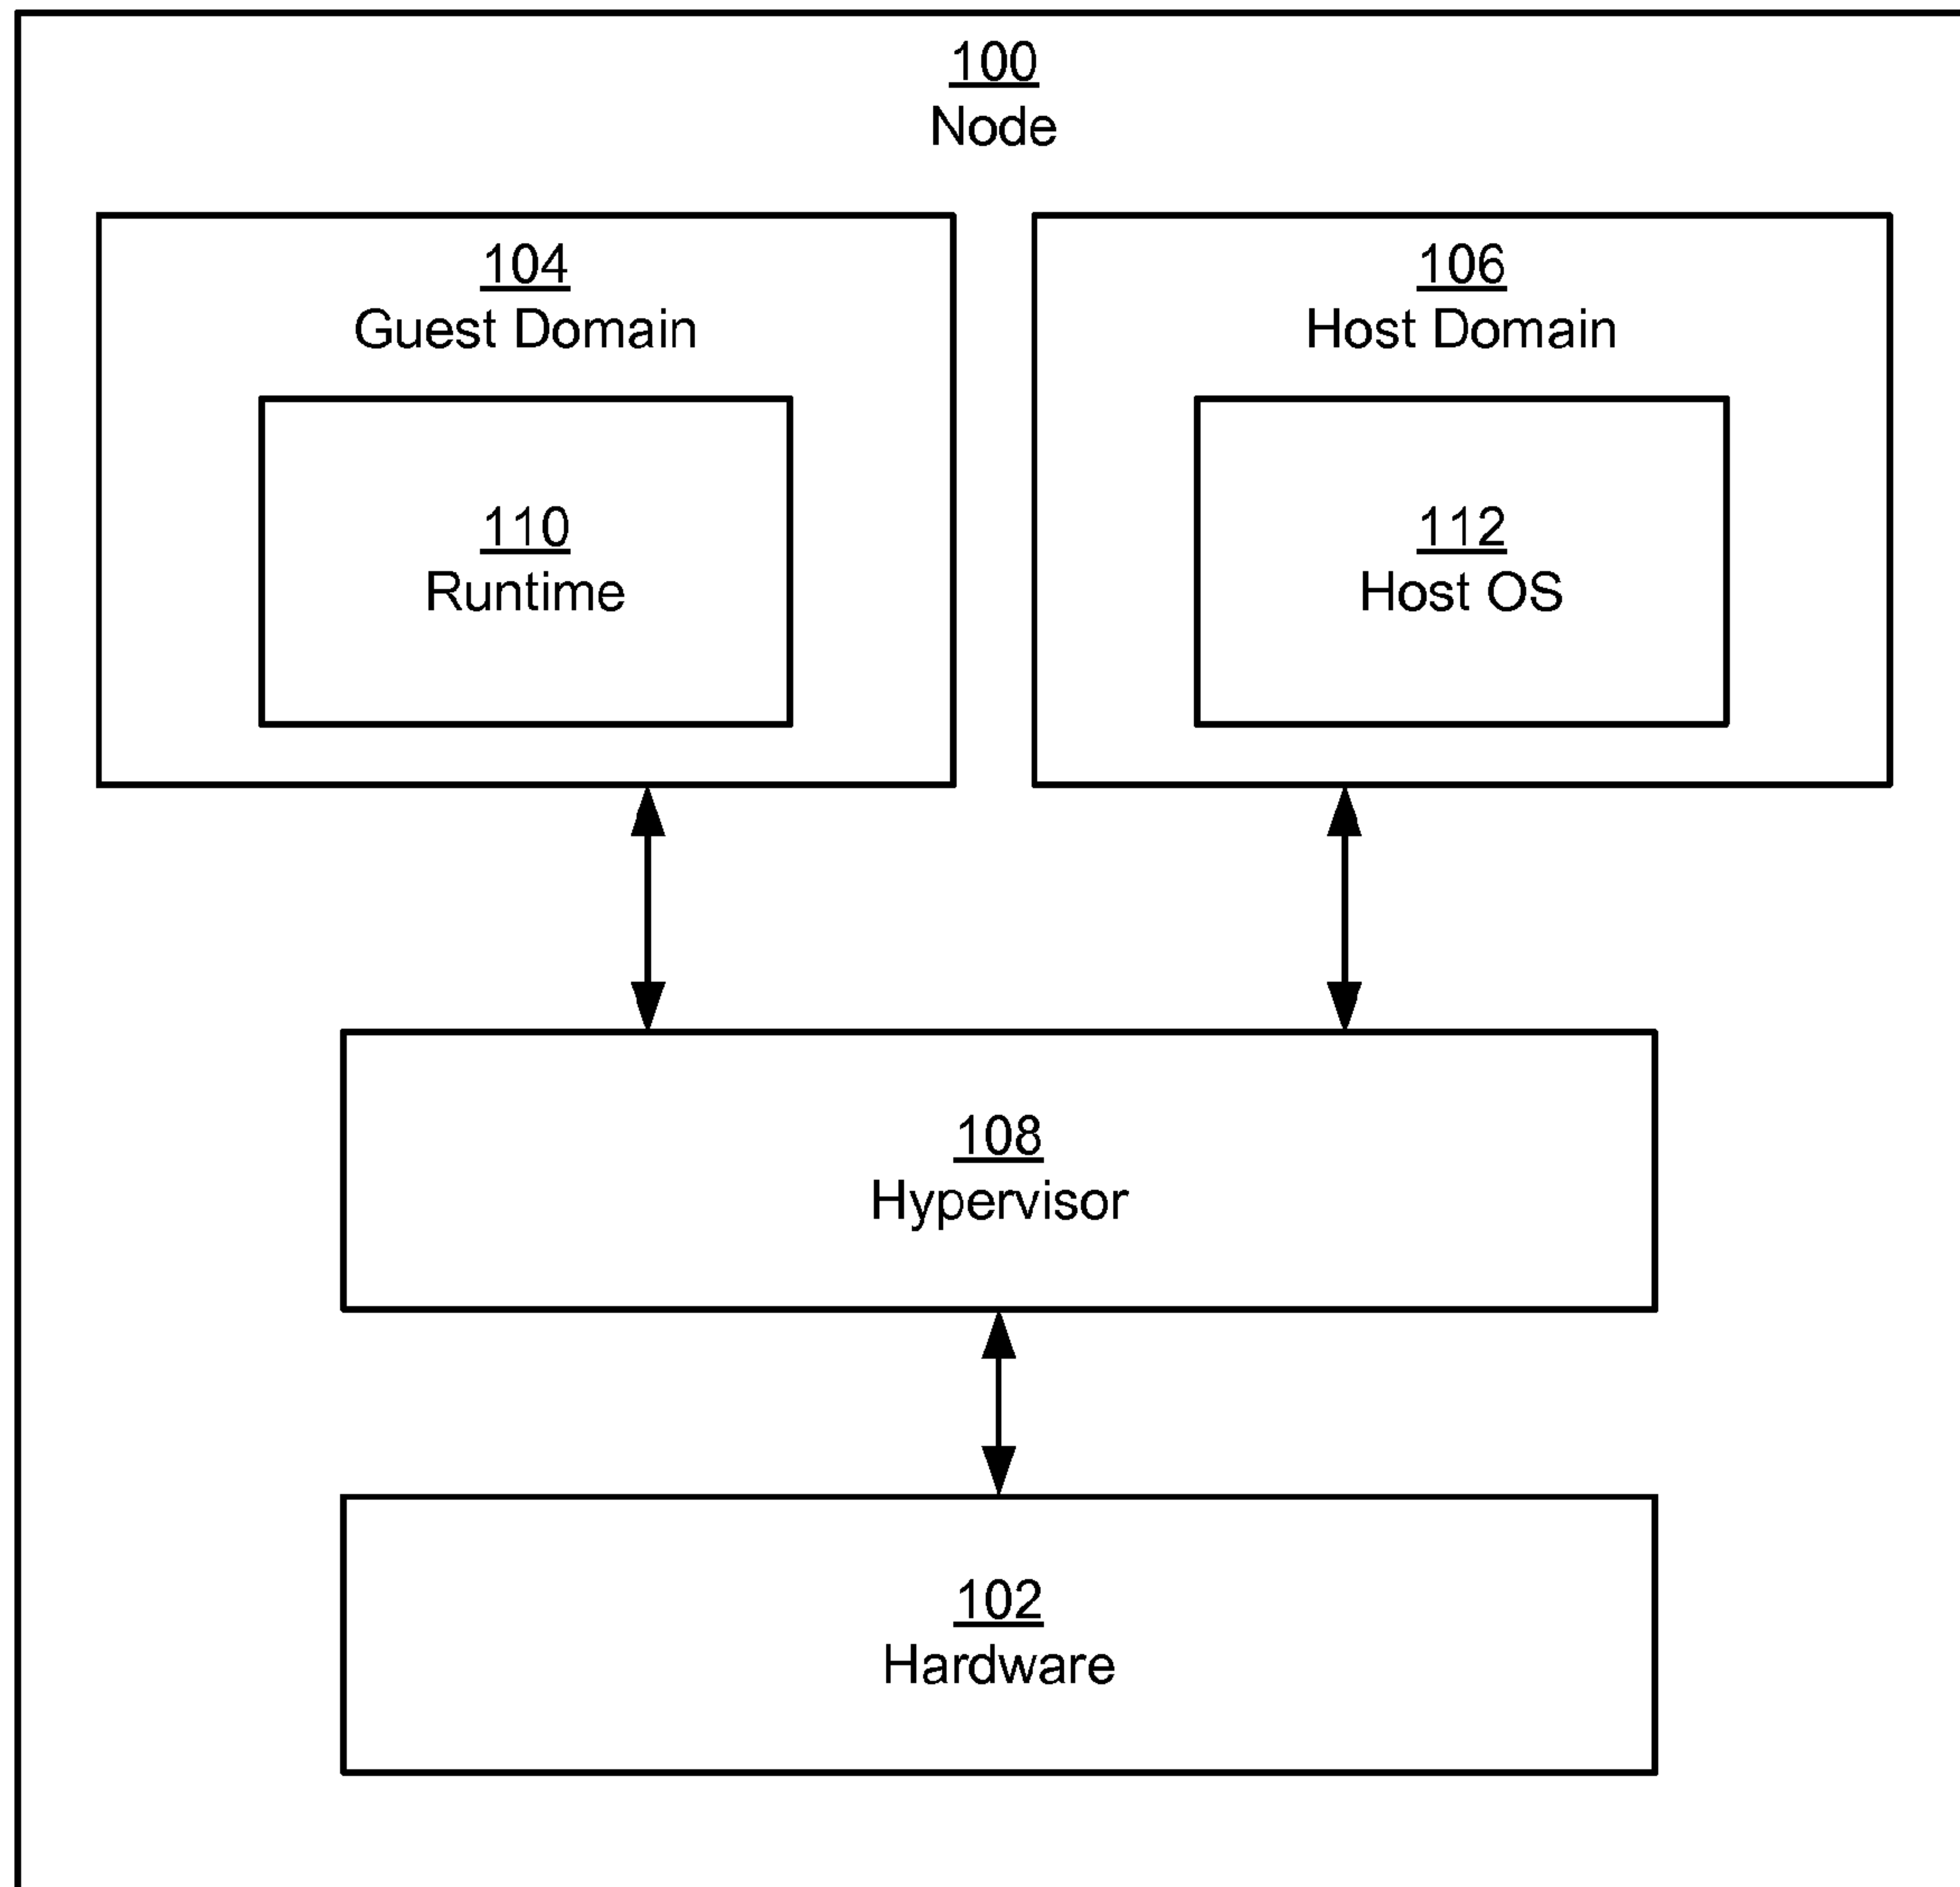 100
Node
104
Guest Domain
106
Host Domain
110
Runtime
112
Host OS
108
Hypervisor
102
Hardware